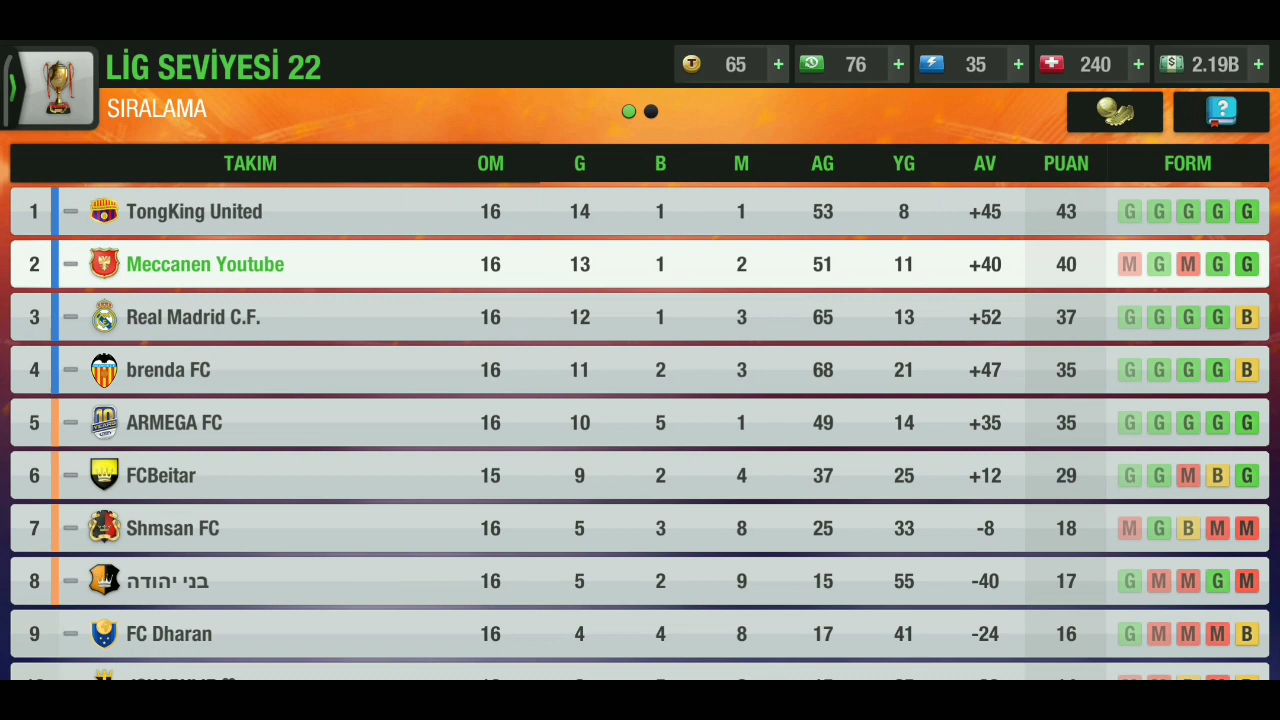 LİG SEVİYESİ 22 65 + 76 + 35 + 240 + 2.19B +
SIRALAMA
TAKIM OM G B M AG YG AV PUAN FORM
1 TongKing United 16 14 1 1 53 8 +45 43 G G G G G
2 Meccanen Youtube 16 13 1 2 51 11 +40 40 M G M G G
3 Real Madrid C.F. 16 12 1 3 65 13 +52 37 G G G G B
4 brenda FC 16 11 2 3 68 21 +47 35 G G G G B
5 ARMEGA FC 16 10 5 1 49 14 +35 35 G G G G G
6 FCBeitar 15 9 2 4 37 25 +12 29 G G M B G
7 Shmsan FC 16 5 3 8 25 33 -8 18 M G B M M
8 בני יהודה 16 5 2 9 15 55 -40 17 G M M G M
9 FC Dharan 16 4 4 8 17 41 -24 16 G M M M B